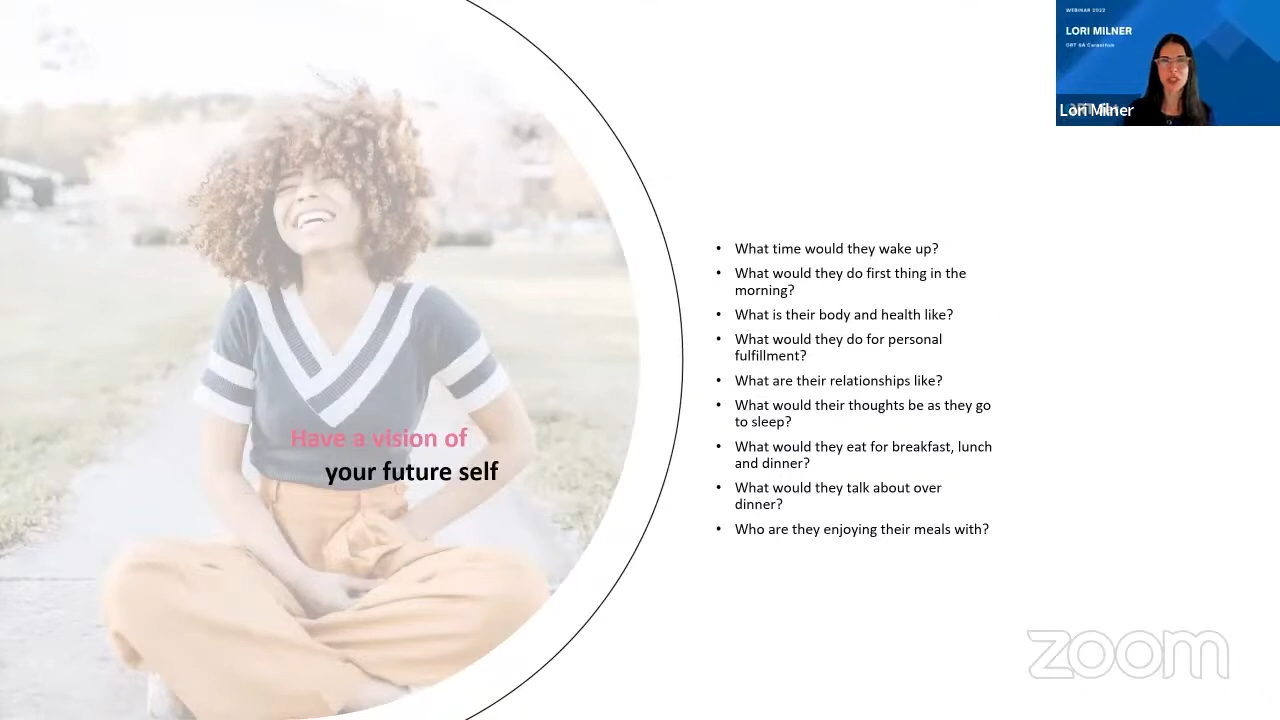 WEBINAR 2022
LORI MILNER
ORT SA CareerHub
Lori Milner
Have a vision of
your future self
• What time would they wake up?
• What would they do first thing in the
morning?
• What is their body and health like?
• What would they do for personal
fulfillment?
• What are their relationships like?
• What would their thoughts be as they go
to sleep?
• What would they eat for breakfast, lunch
and dinner?
• What would they talk about over
dinner?
• Who are they enjoying their meals with?
zoom